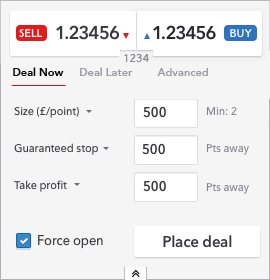 SELL 1.23456 1.23456 BUY
1234
Deal Now Deal Later Advanced
Size (£/point) 500 Min: 2
Guaranteed stop 500 Pts away
Take profit 500 Pts away
Force open Place deal